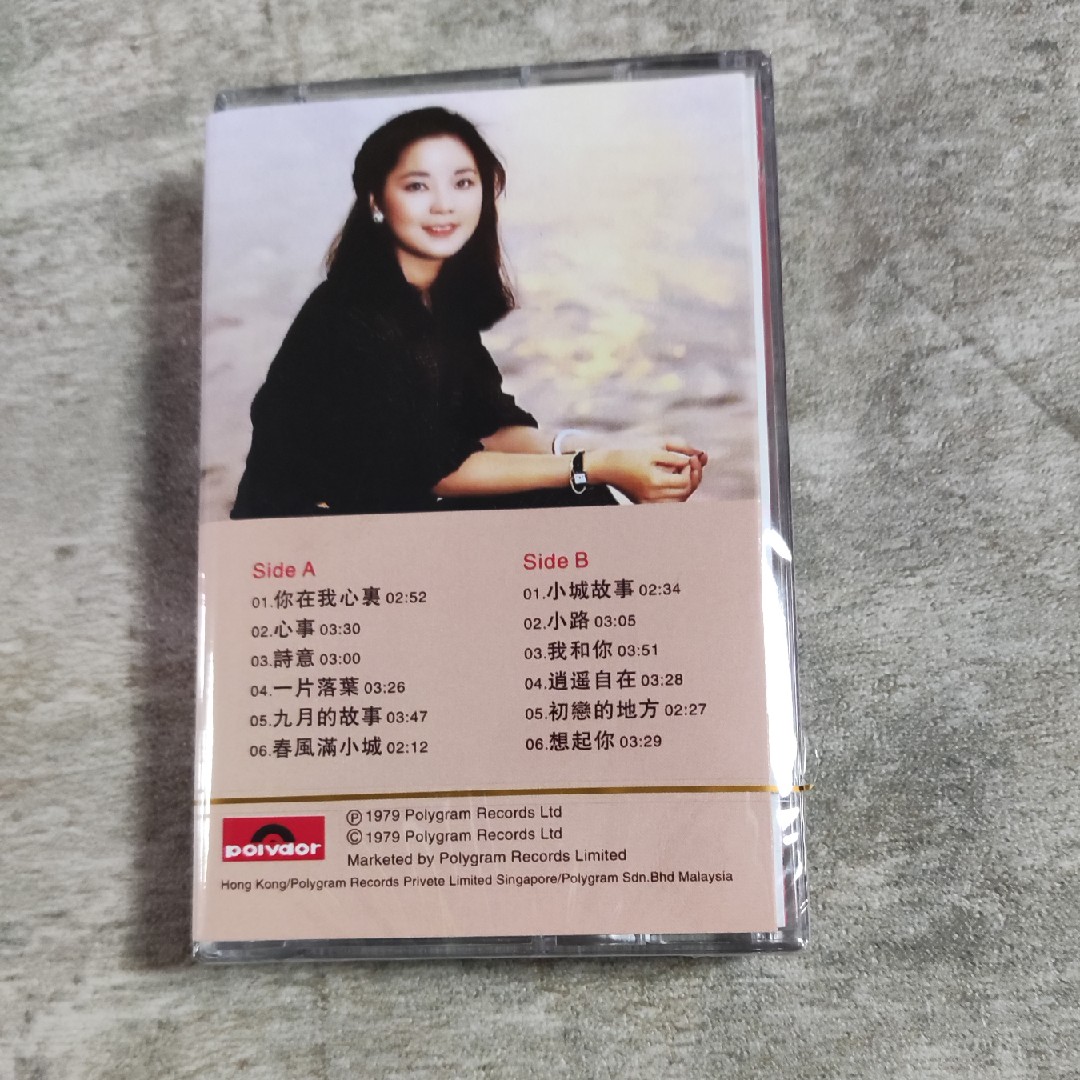 Side A
01.你在我心裏 02:52
02.心事 03:30
03.詩意 03:00
04.一片落葉 03:26
05.九月的故事 03:47
06.春風滿小城 02:12
Side B
01.小城故事 02:34
02.小路 03:05
03.我和你 03:51
04.逍遥自在 03:28
05.初戀的地方 02:27
06.想起你 03:29
polydor
Ⓟ 1979 Polygram Records Ltd
© 1979 Polygram Records Ltd
Marketed by Polygram Records Limited
Hong Kong/Polygram Records Privete Limited Singapore/Polygram Sdn.Bhd Malaysia